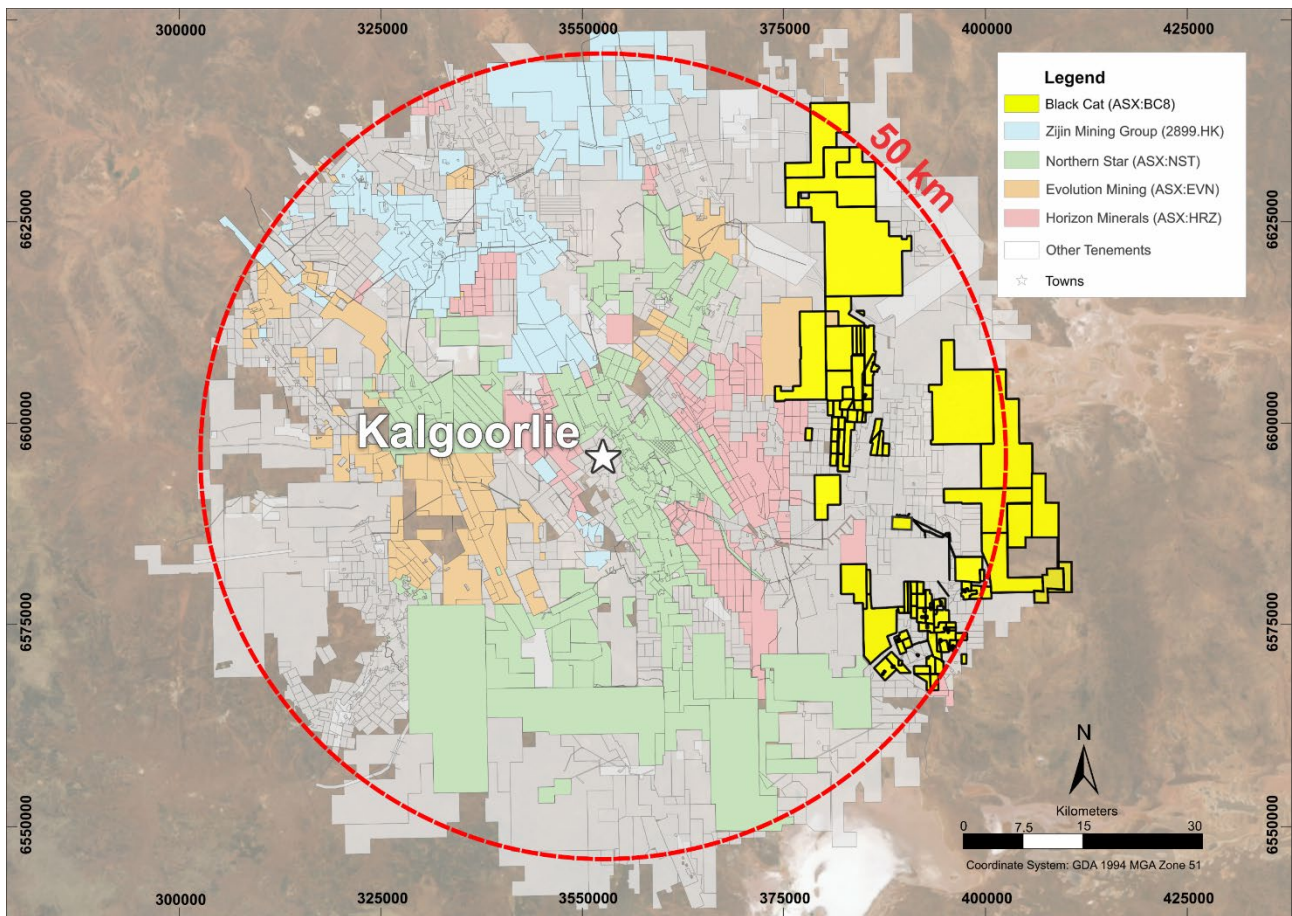 300000 325000 3550000 375000 400000 425000
Legend
Black Cat (ASX:BC8)
Zijin Mining Group (2899.HK)
Northern Star (ASX:NST)
Evolution Mining (ASX:EVN)
Horizon Minerals (ASX:HRZ)
Other Tenements
Towns
50 km
6625000 6625000
6600000 6600000
Kalgoorlie
6575000 6575000
6550000 6550000
N
Kilometers
0 7.5 15 30
Coordinate System: GDA 1994 MGA Zone 51
300000 325000 3550000 375000 400000 425000